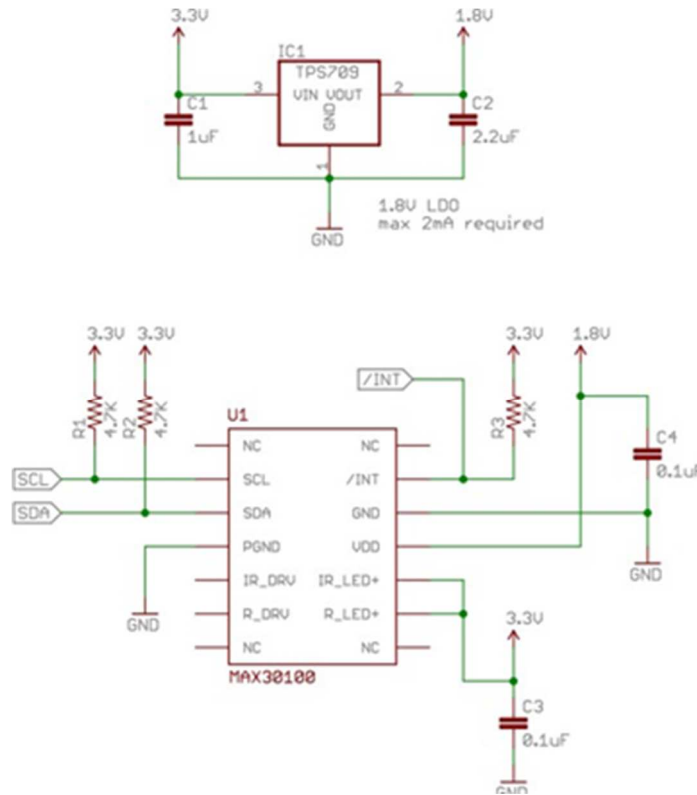 3.3V
1.8V
IC1
TPS709
3
VIN VOUT
2
GND
1
C1
1uF
C2
2.2uF
1.8V LDO
max 2mA required
GND
3.3V 3.3V
3.3V 1.8V
/INT
R1
4.7K
R2
4.7K
R3
4.7K
U1
C4
0.1uF
NC NC
SCL SCL /INT
SDA SDA GND
PGND VDD
GND
IR_DRV IR_LED+
GND
R_DRV R_LED+
3.3V
NC NC
MAX30100
C3
0.1uF
GND